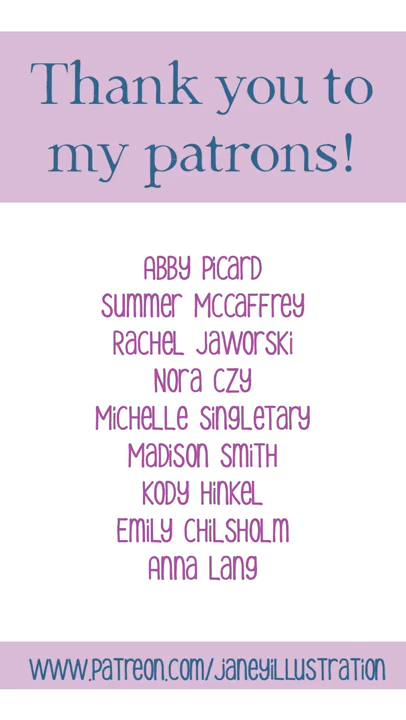 Thank you to
my patrons!
Abby Picard
Summer McCaffrey
Rachel Jaworski
Nora Czy
Michelle Singletary
Madison Smith
Kody Hinkel
Emily Chilsholm
Anna Lang
www.patreon.com/janeyillustration